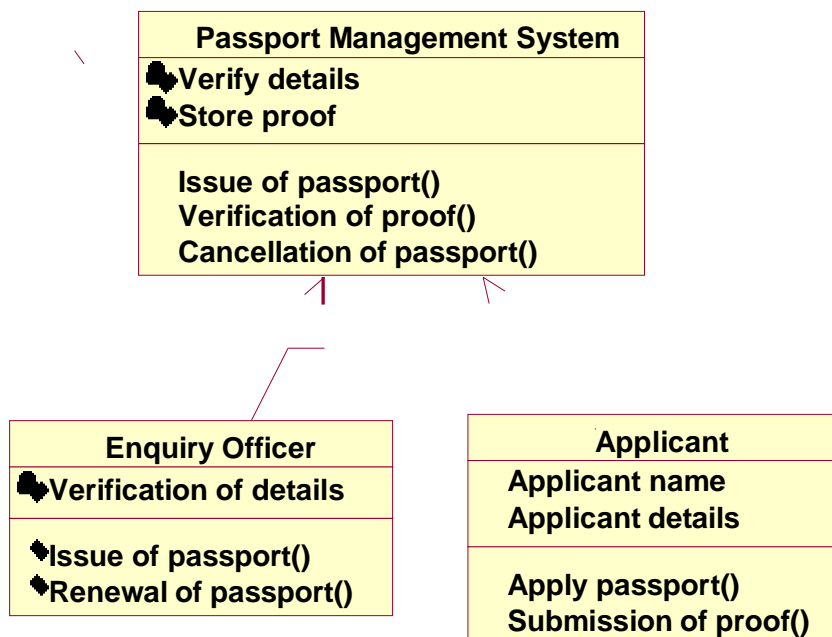 Passport Management System
Verify details
Store proof
Issue of passport()
Verification of proof()
Cancellation of passport()
Enquiry Officer
Verification of details
Issue of passport()
Renewal of passport()
Applicant
Applicant name
Applicant details
Apply passport()
Submission of proof()